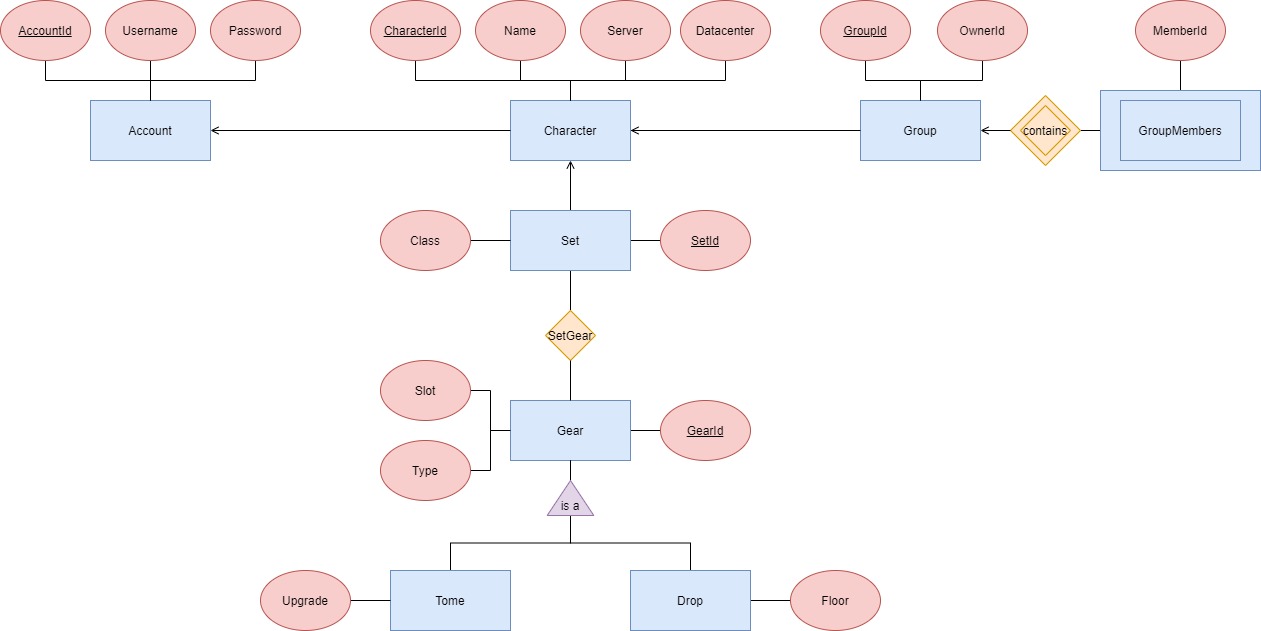 AccountId
Username
Password
CharacterId
Name
Server
Datacenter
GroupId
OwnerId
MemberId
Account
Character
Group
contains
GroupMembers
Class
Set
SetId
SetGear
Slot
Gear
GearId
Type
is a
Upgrade
Tome
Drop
Floor